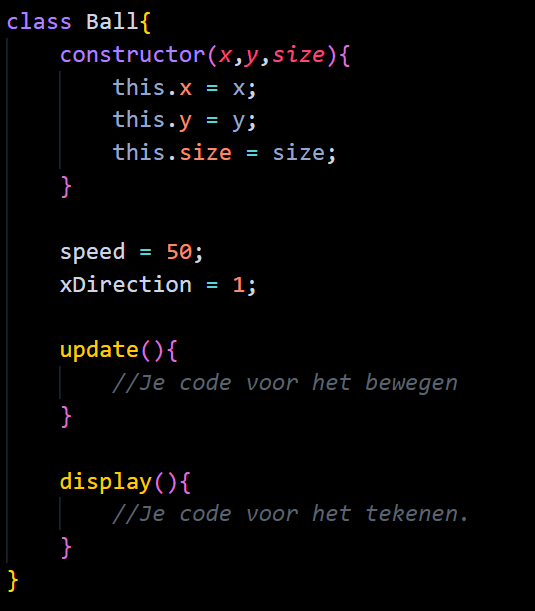 class Ball{
    constructor(x,y,size){
        this.x = x;
        this.y = y;
        this.size = size;
    }

    speed = 50;
    xDirection = 1;

    update(){
        //Je code voor het bewegen
    }

    display(){
        //Je code voor het tekenen.
    }
}